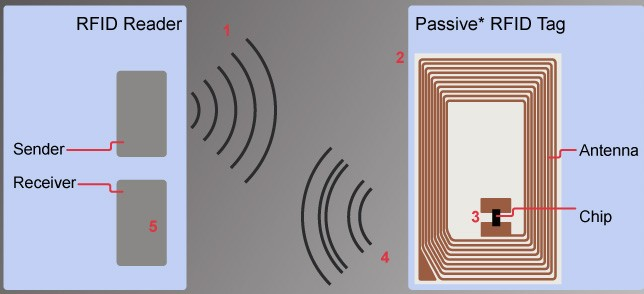 RFID Reader
1
Passive* RFID Tag
2
Sender
Antenna
Receiver
3
Chip
5
4